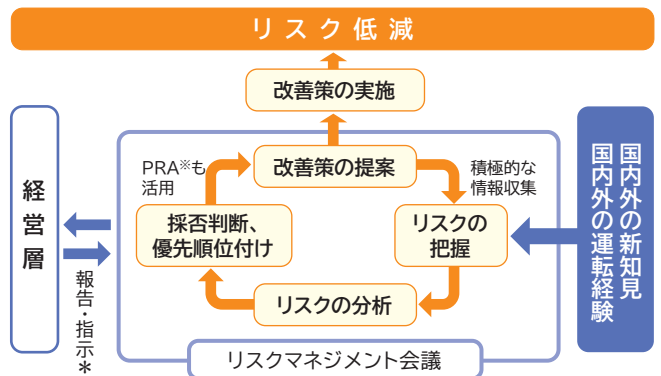 リスク低減
改善策の実施
改善策の提案
PRA※も
活用
積極的な
情報収集
経営層
採否判断、
優先順位付け
リスクの
把握
国内外の新知見
国内外の運転経験
リスクの分析
報告・指示＊
リスクマネジメント会議